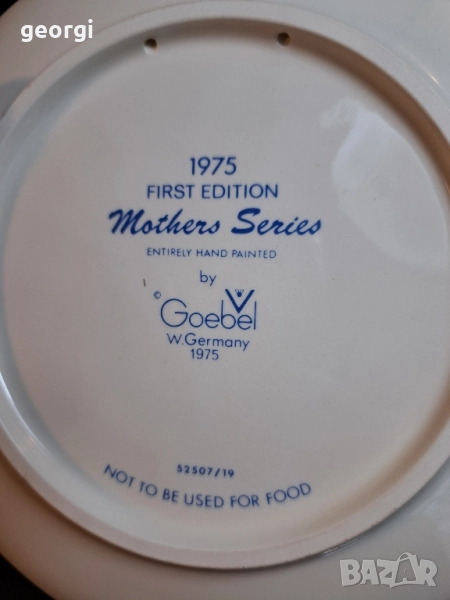 georgi
1975
FIRST EDITION
Mothers Series
ENTIRELY HAND PAINTED
by
© Goebel
W. Germany
1975
52507/19
NOT TO BE USED FOR FOOD
BAZAR